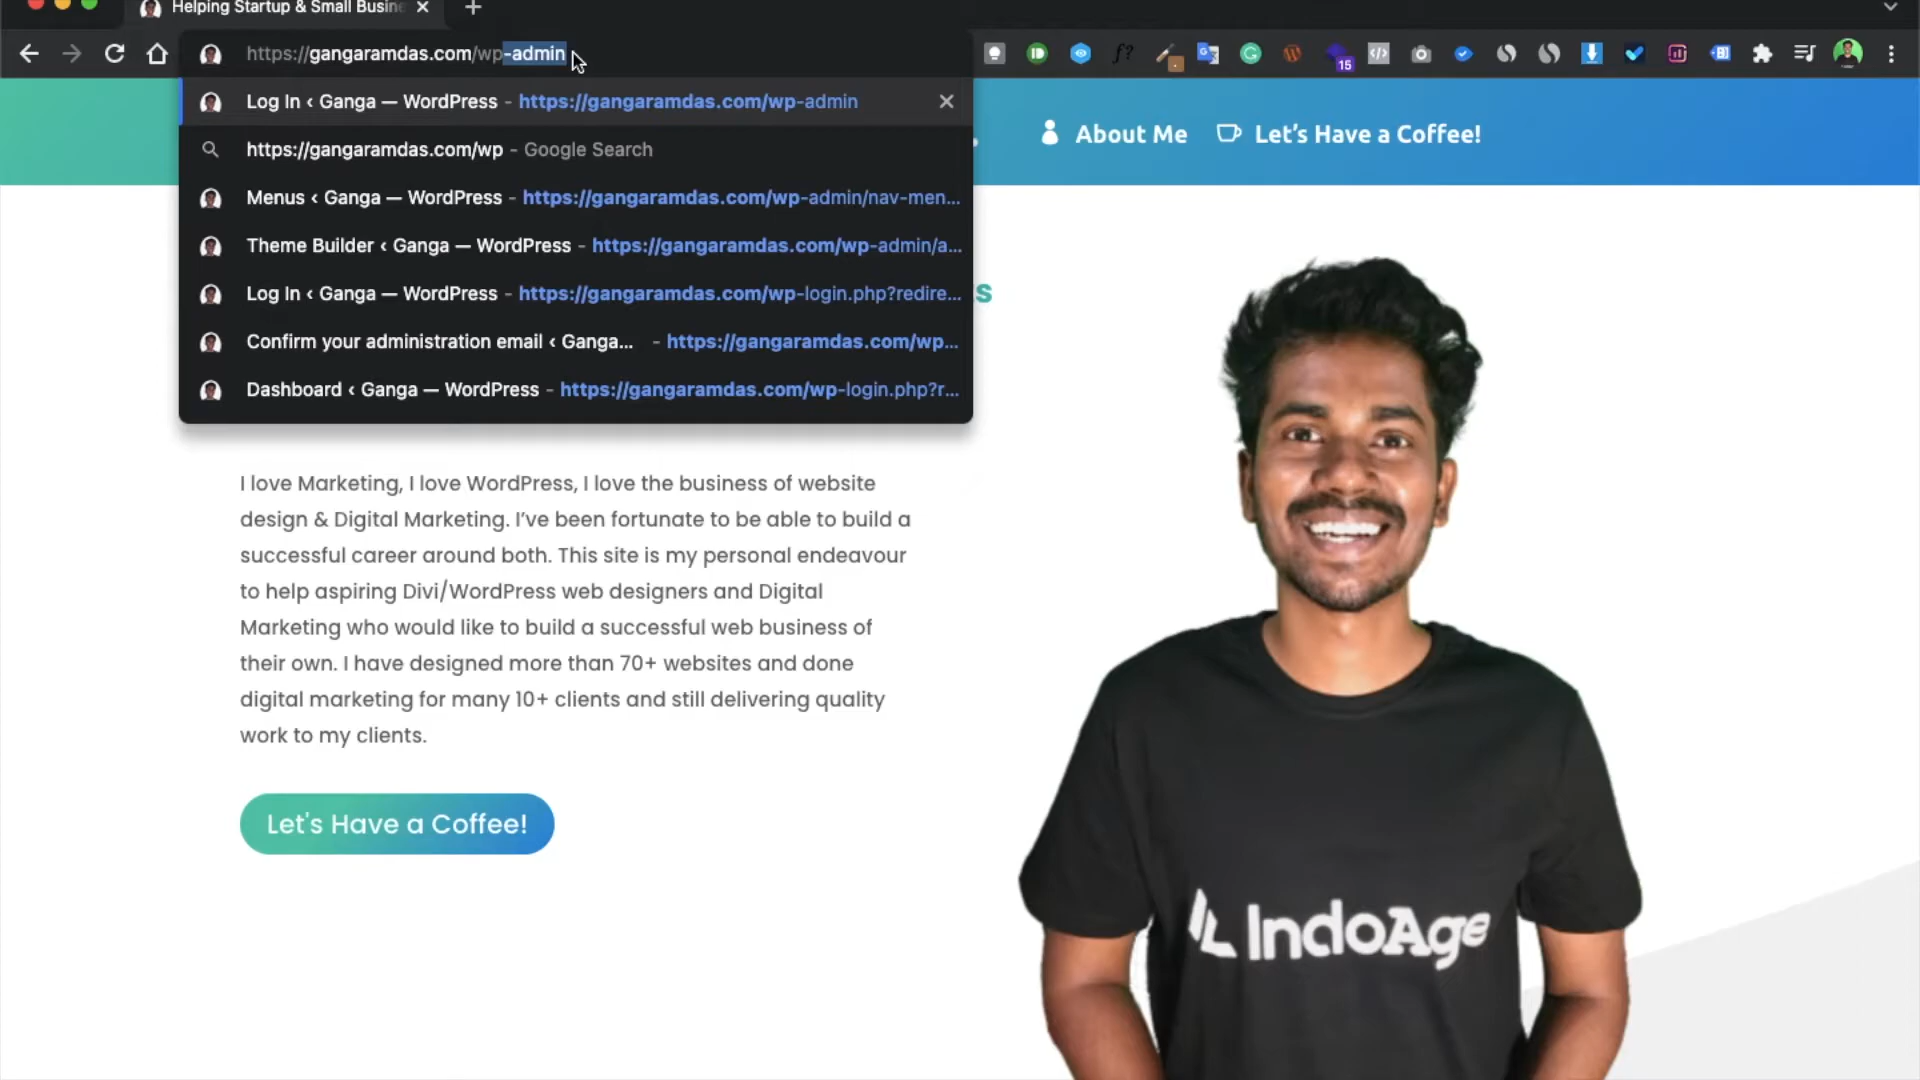 Helping Startup & Small Busine
https://gangaramdas.com/wp-admin
15
Log In ‹ Ganga — WordPress - https://gangaramdas.com/wp-admin
https://gangaramdas.com/wp - Google Search
Menus ‹ Ganga — WordPress - https://gangaramdas.com/wp-admin/nav-men...
Theme Builder ‹ Ganga — WordPress - https://gangaramdas.com/wp-admin/a...
Log In ‹ Ganga — WordPress - https://gangaramdas.com/wp-login.php?redire...
Confirm your administration email ‹ Ganga... - https://gangaramdas.com/wp...
Dashboard ‹ Ganga — WordPress - https://gangaramdas.com/wp-login.php?r...
About Me
Let’s Have a Coffee!
s
I love Marketing, I love WordPress, I love the business of website
design & Digital Marketing. I’ve been fortunate to be able to build a
successful career around both. This site is my personal endeavour
to help aspiring Divi/WordPress web designers and Digital
Marketing who would like to build a successful web business of
their own. I have designed more than 70+ websites and done
digital marketing for many 10+ clients and still delivering quality
work to my clients.
Let's Have a Coffee!
IndoAge